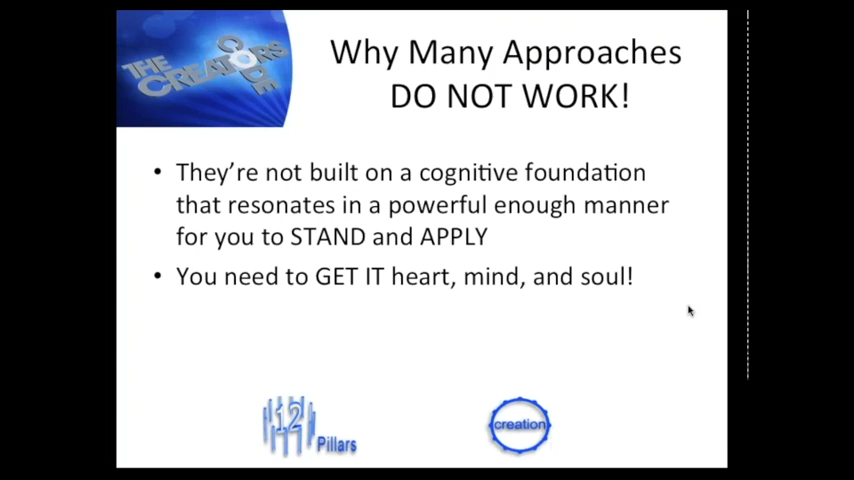 THE
CREATORS
CODE
Why Many Approaches
DO NOT WORK!
• They’re not built on a cognitive foundation
that resonates in a powerful enough manner
for you to STAND and APPLY
• You need to GET IT heart, mind, and soul!
12
Pillars
creation